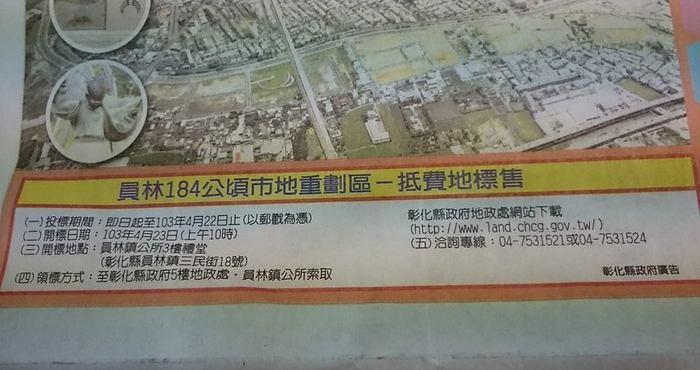 員林184公頃市地重劃區－抵費地標售
(一)投標期間：即日起至103年4月22日止(以郵戳為憑)
(二)開標日期：103年4月23日(上午10時)
(三)開標地點：員林鎮公所3樓禮堂
(彰化縣員林鎮三民街18號)
(四)領標方式：至彰化縣政府5樓地政處、員林鎮公所索取
彰化縣政府地政處網站下載
(http://www.land.chcg.gov.tw/)
(五)洽詢專線：04-7531521或04-7531524
彰化縣政府廣告